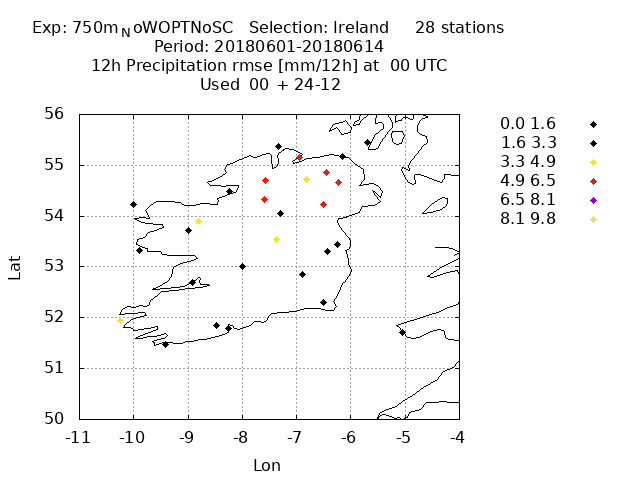 Exp: 750mNoWOPTNoSC Selection: Ireland 28 stations
Period: 20180601-20180614
12h Precipitation rmse [mm/12h] at 00 UTC
Used 00 + 24-12
56
55
54
53
52
51
50
-11 -10 -9 -8 -7 -6 -5 -4
Lat
Lon
0.0 1.6
1.6 3.3
3.3 4.9
4.9 6.5
6.5 8.1
8.1 9.8